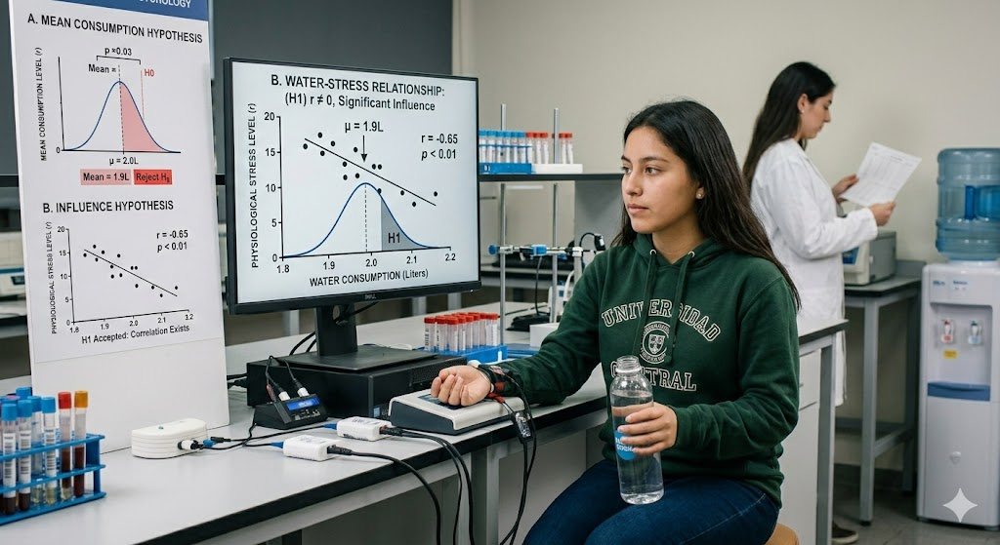 A. MEAN CONSUMPTION HYPOTHESIS
MEAN CONSUMPTION LEVEL (r)
p ≈0.03
Mean =
H0
μ = 2.0L
Mean = 1.9L
Reject H₀
B. INFLUENCE HYPOTHESIS
PHYSIOLOGICAL STRESS LEVEL (r)
r = -0.65
p < 0.01
15
10
5
0
1.8
1.9
2.0
2.1
3.2
H1 Accepted: Correlation Exists
B. WATER-STRESS RELATIONSHIP:
(H1) r ≠ 0, Significant Influence
PHYSIOLOGICAL STRESS LEVEL (r)
μ = 1.9L
r = -0.65
p < 0.01
20
15
10
5
0
H1
1.8
1.9
2.0
2.1
2.2
WATER CONSUMPTION (Liters)
DELL
UNIVERSIDAD
CENTRAL